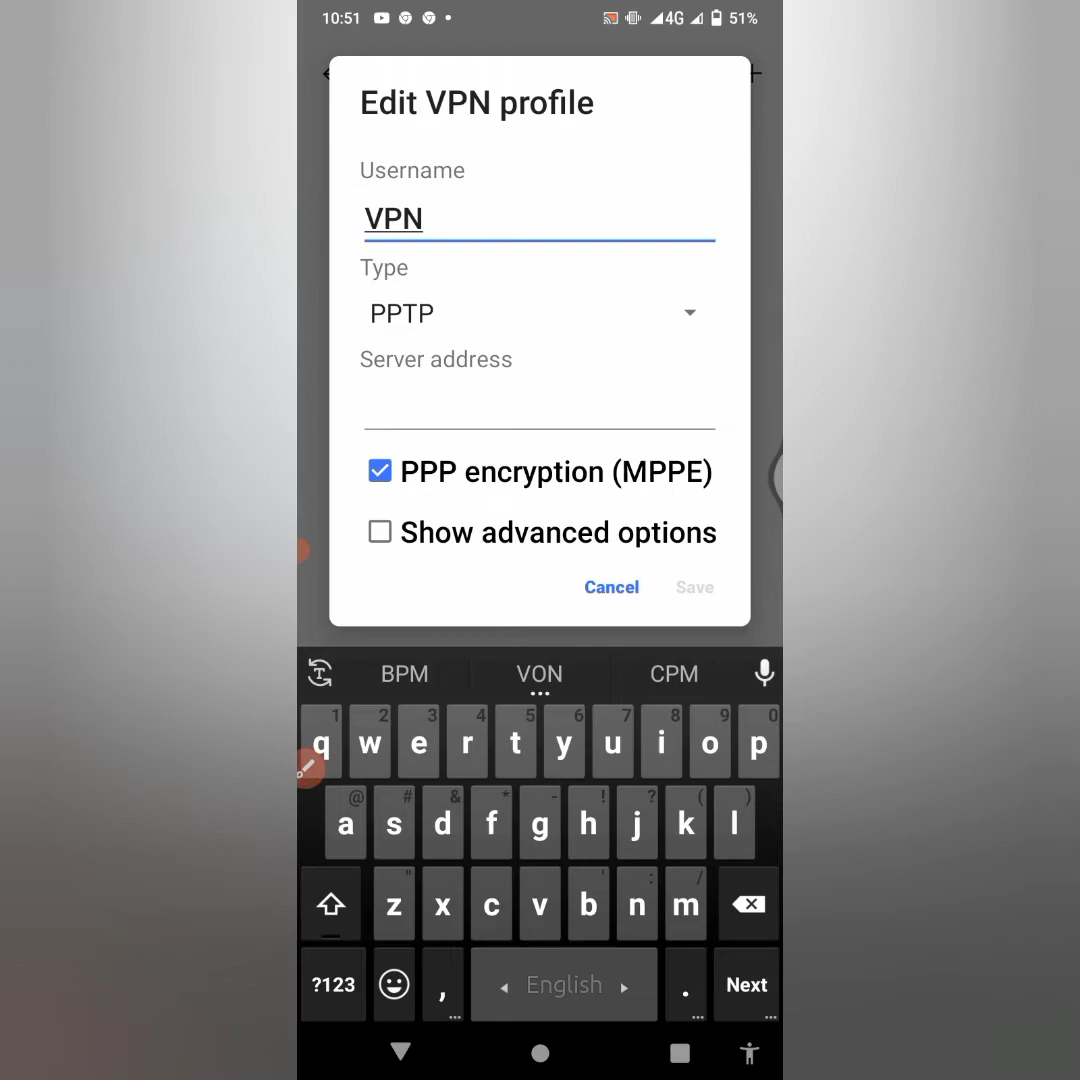 10:51 4G 51%
Edit VPN profile
Username
VPN
Type
PPTP
Server address
PPP encryption (MPPE)
Show advanced options
Cancel Save
BPM VON CPM
1 2 3 4 5 6 7 8 9 0
q w e r t y u i o p
@ # & * - ! ? ( )
a s d f g h j k l
" ' : /
z x c v b n m
?123 , English . Next